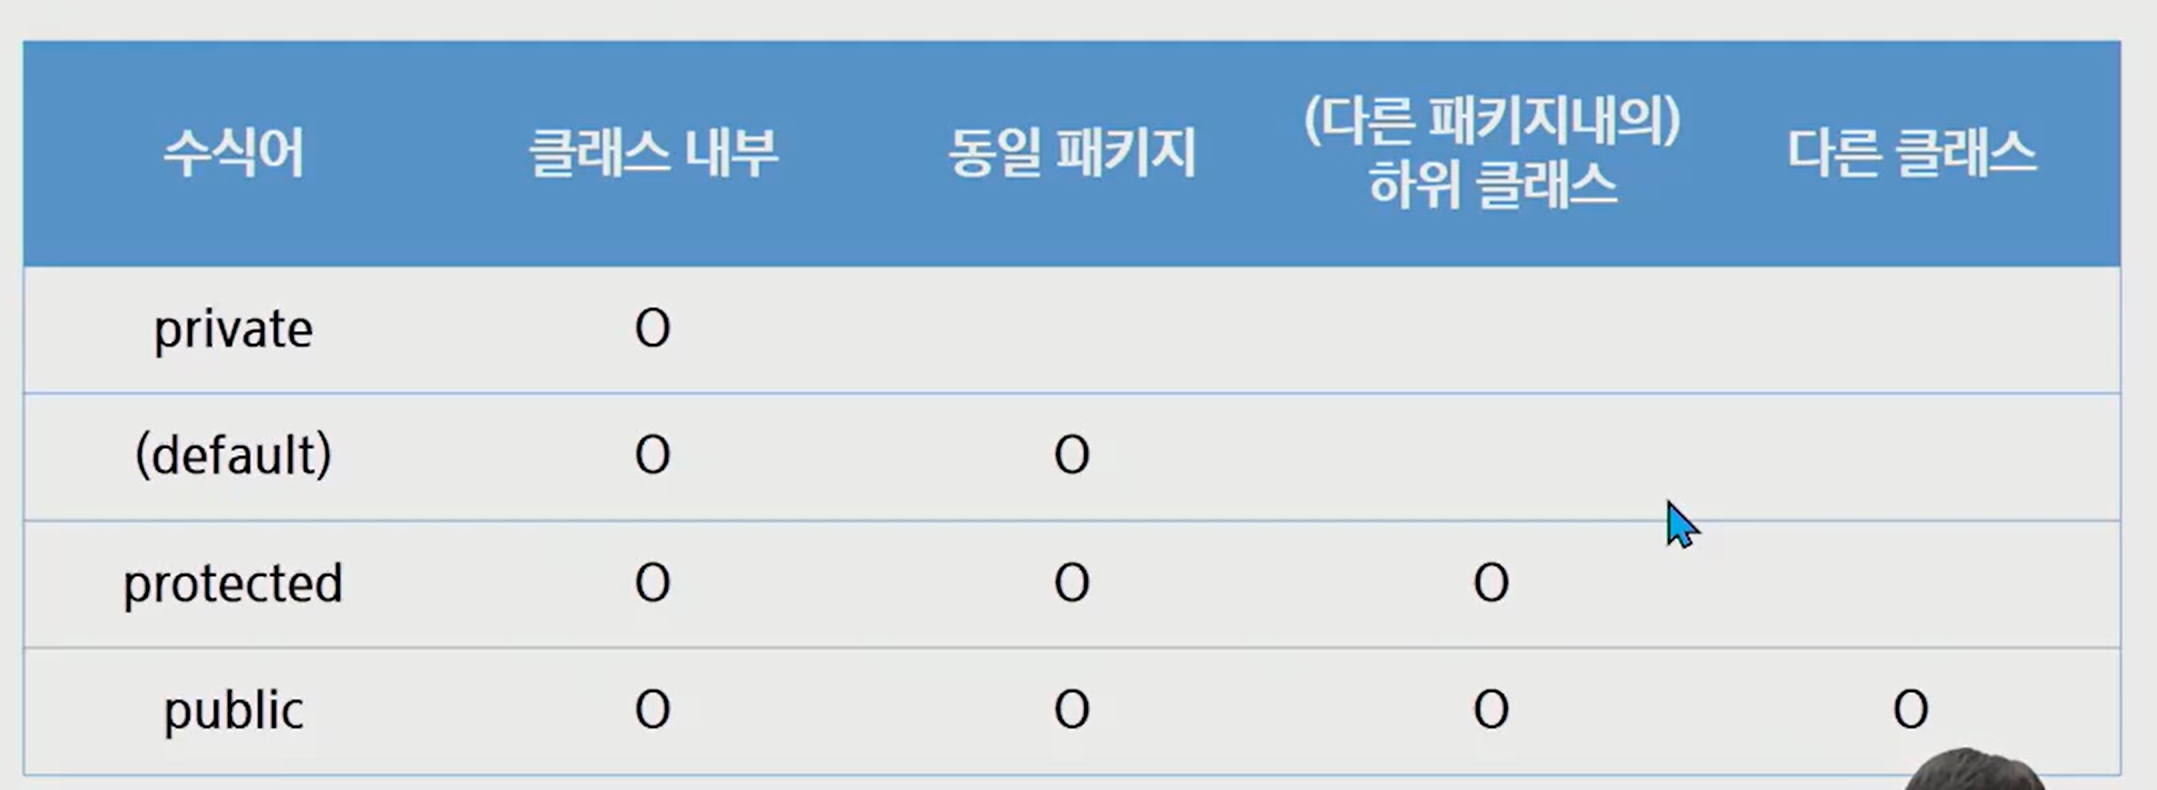 수식어 클래스 내부 동일 패키지 (다른 패키지내의) 다른 클래스
하위 클래스
private O
(default) O O
protected O O O
public O O O O